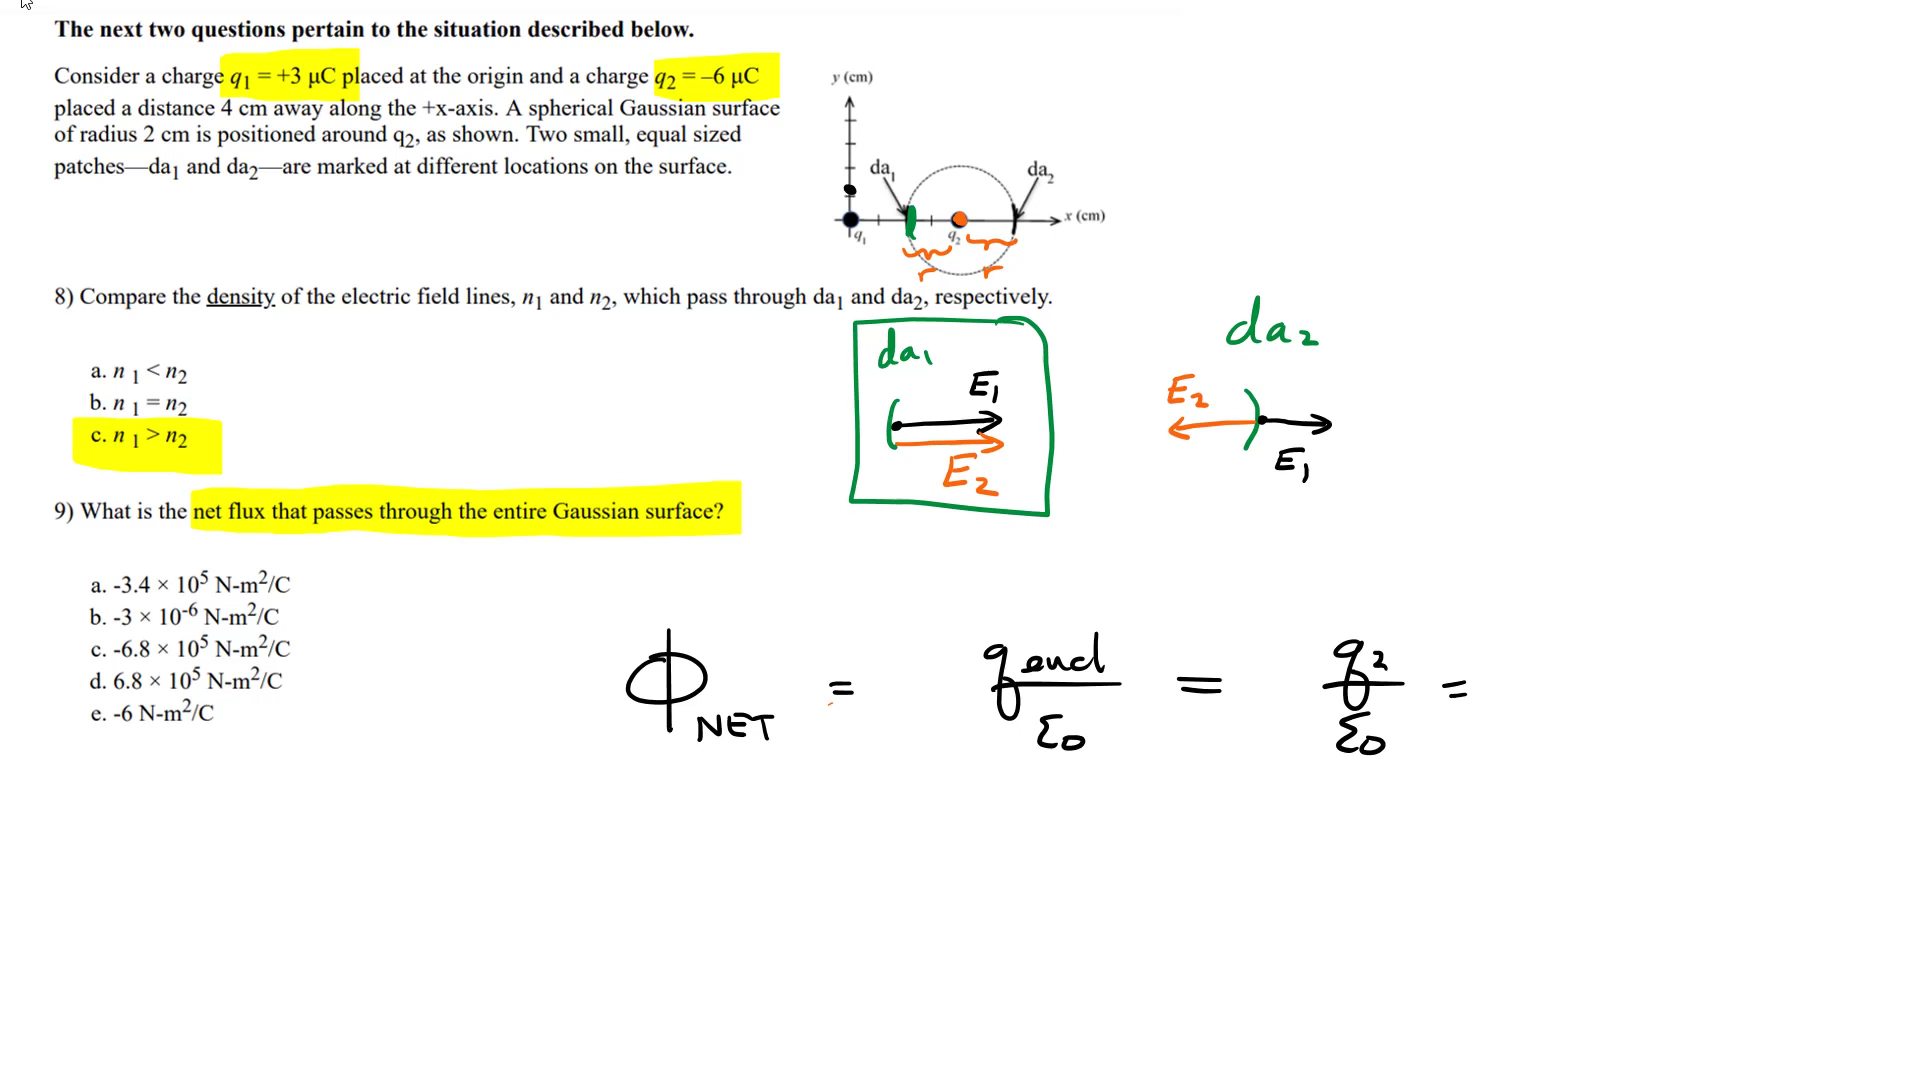 The next two questions pertain to the situation described below.
Consider a charge q1 = +3 μC placed at the origin and a charge q2 = –6 μC
placed a distance 4 cm away along the +x-axis. A spherical Gaussian surface
of radius 2 cm is positioned around q2, as shown. Two small, equal sized
patches—da1 and da2—are marked at different locations on the surface.
y (cm)
da1
da2
x (cm)
q1
q2
r
r
8) Compare the density of the electric field lines, n1 and n2, which pass through da1 and da2, respectively.
a. n 1 < n2
b. n 1 = n2
c. n 1 > n2
da1
E1
E2
da2
E2
E1
9) What is the net flux that passes through the entire Gaussian surface?
a. -3.4 × 10^5 N-m^2/C
b. -3 × 10^-6 N-m^2/C
c. -6.8 × 10^5 N-m^2/C
d. 6.8 × 10^5 N-m^2/C
e. -6 N-m^2/C
Φ NET = q encl / ε0 = q2 / ε0 =